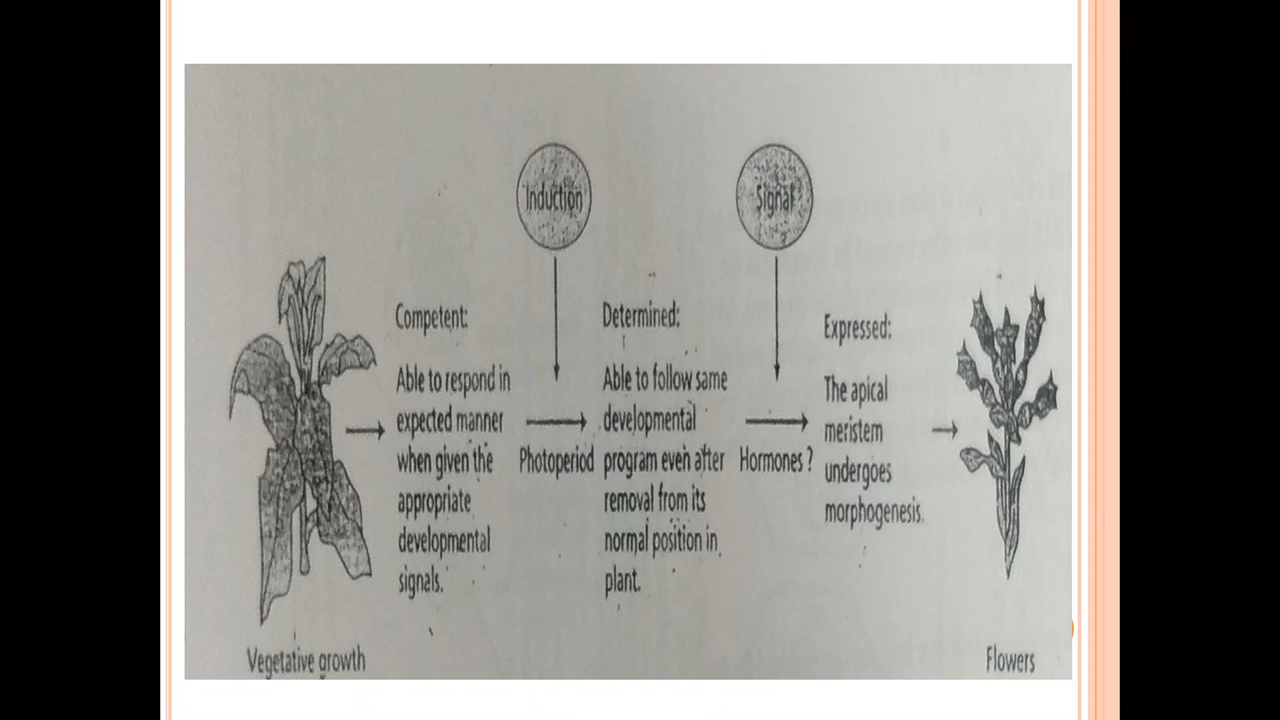 Induction
Signal
?
Competent:
Able to respond in
expected manner
when given the
appropriate
developmental
signals.
Photoperiod
Determined:
Able to follow same
developmental
program even after
removal from its
normal position in
plant.
Hormones ?
Expressed:
The apical
meristem
undergoes
morphogenesis.
Vegetative growth
Flowers